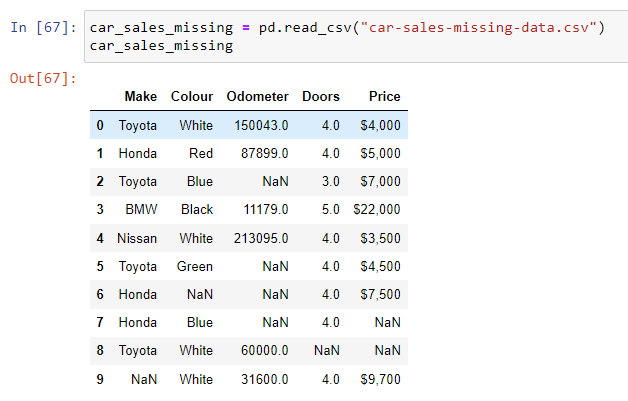 In [67]: car_sales_missing = pd.read_csv("car-sales-missing-data.csv")
car_sales_missing
Out[67]:
Make Colour Odometer Doors Price
0 Toyota White 150043.0 4.0 $4,000
1 Honda Red 87899.0 4.0 $5,000
2 Toyota Blue NaN 3.0 $7,000
3 BMW Black 11179.0 5.0 $22,000
4 Nissan White 213095.0 4.0 $3,500
5 Toyota Green NaN 4.0 $4,500
6 Honda NaN NaN 4.0 $7,500
7 Honda Blue NaN 4.0 NaN
8 Toyota White 60000.0 NaN NaN
9 NaN White 31600.0 4.0 $9,700